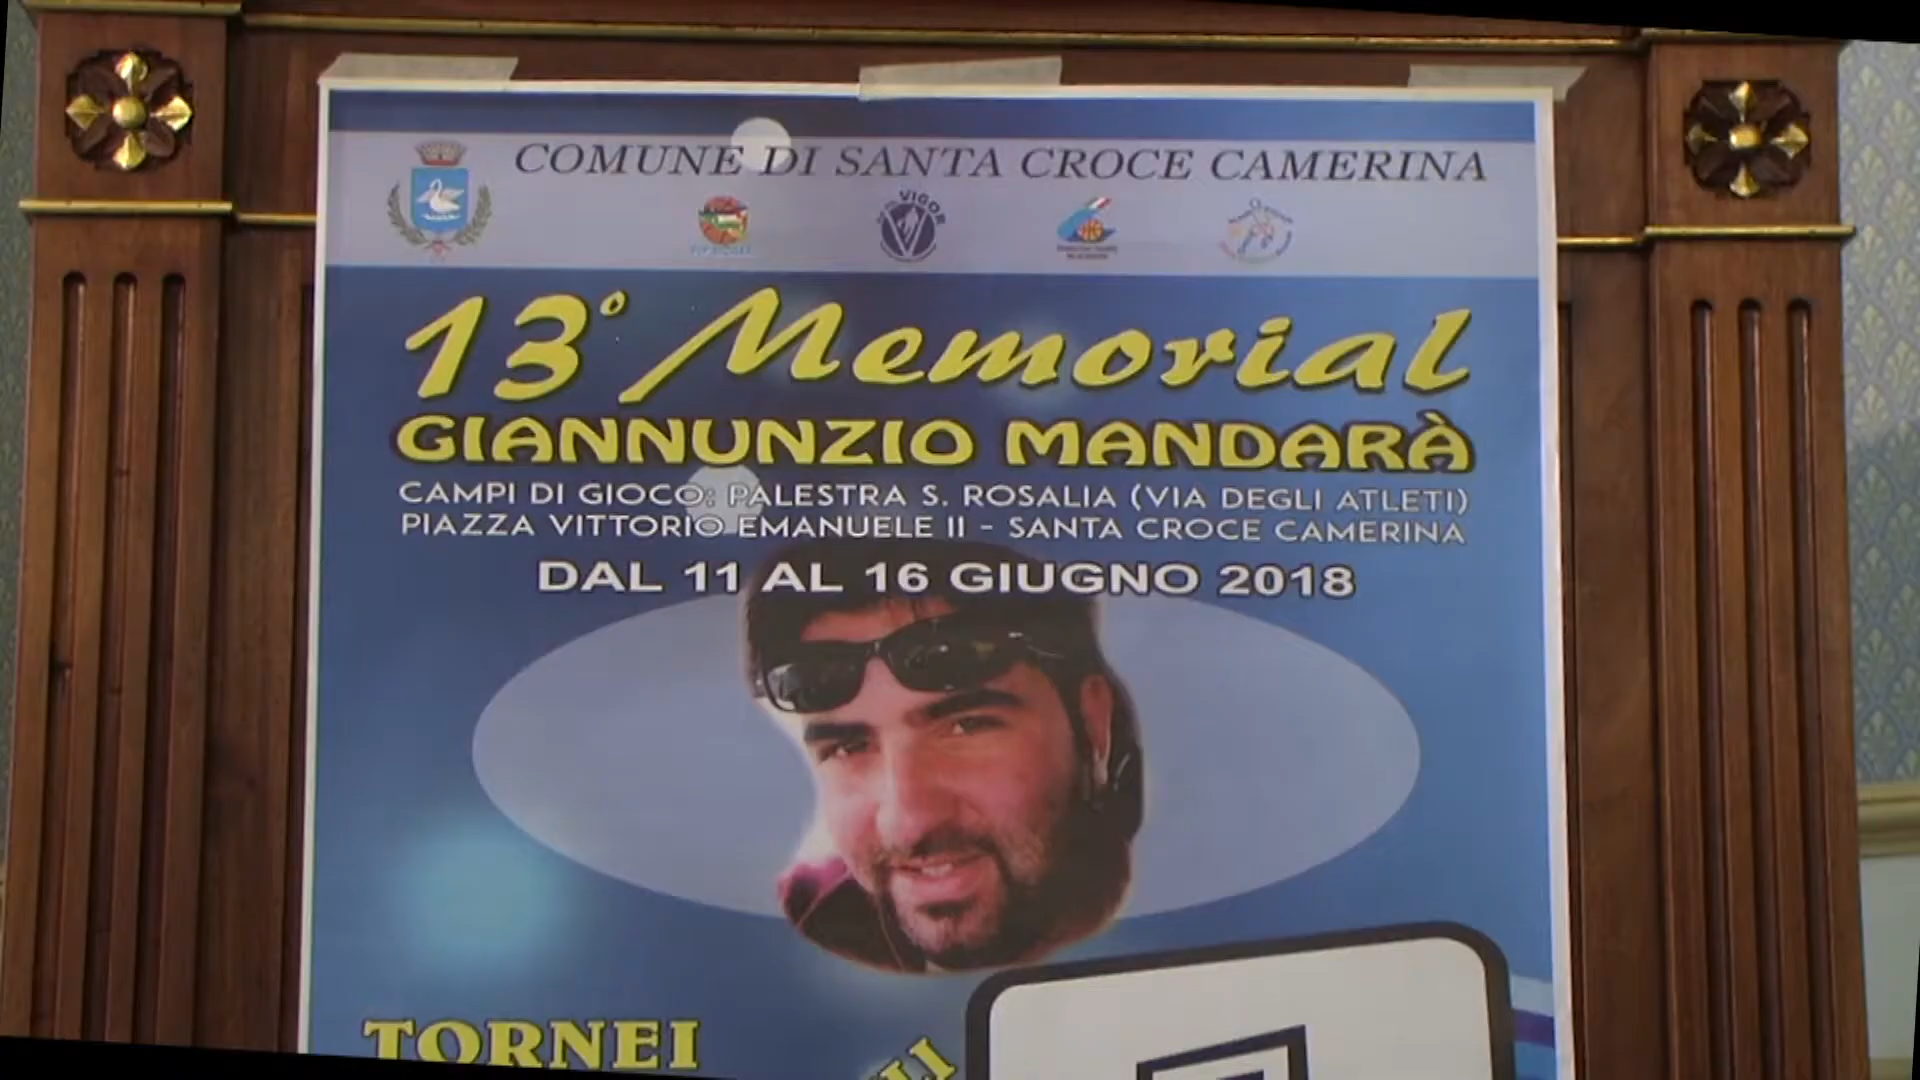 COMUNE DI SANTA CROCE CAMERINA
VIGOR
13° Memorial
GIANNUNZIO MANDARÀ
CAMPI DI GIOCO: PALESTRA S. ROSALIA (VIA DEGLI ATLETI)
PIAZZA VITTORIO EMANUELE II - SANTA CROCE CAMERINA
DAL 11 AL 16 GIUGNO 2018
TORNEI